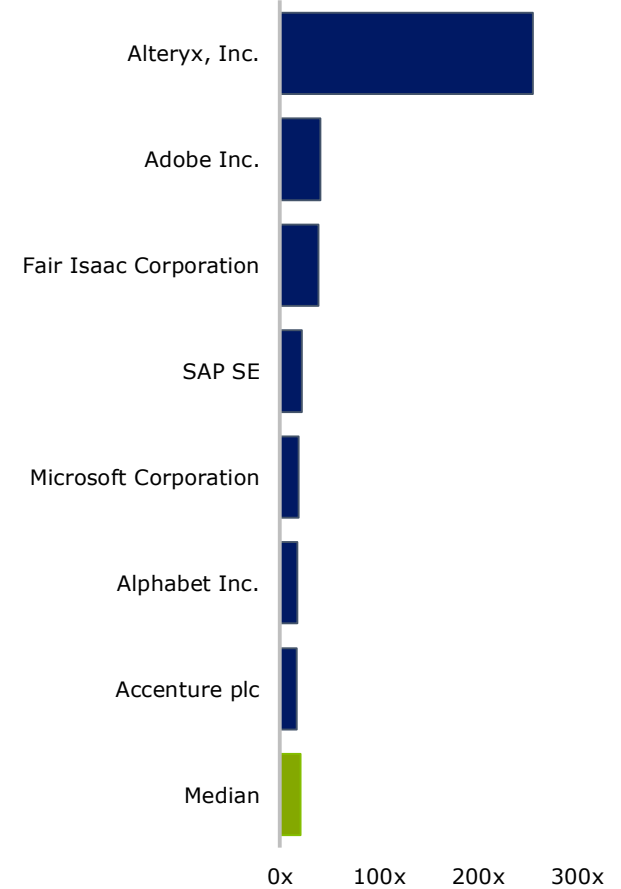 Alteryx, Inc.
Adobe Inc.
Fair Isaac Corporation
SAP SE
Microsoft Corporation
Alphabet Inc.
Accenture plc
Median
0x 100x 200x 300x